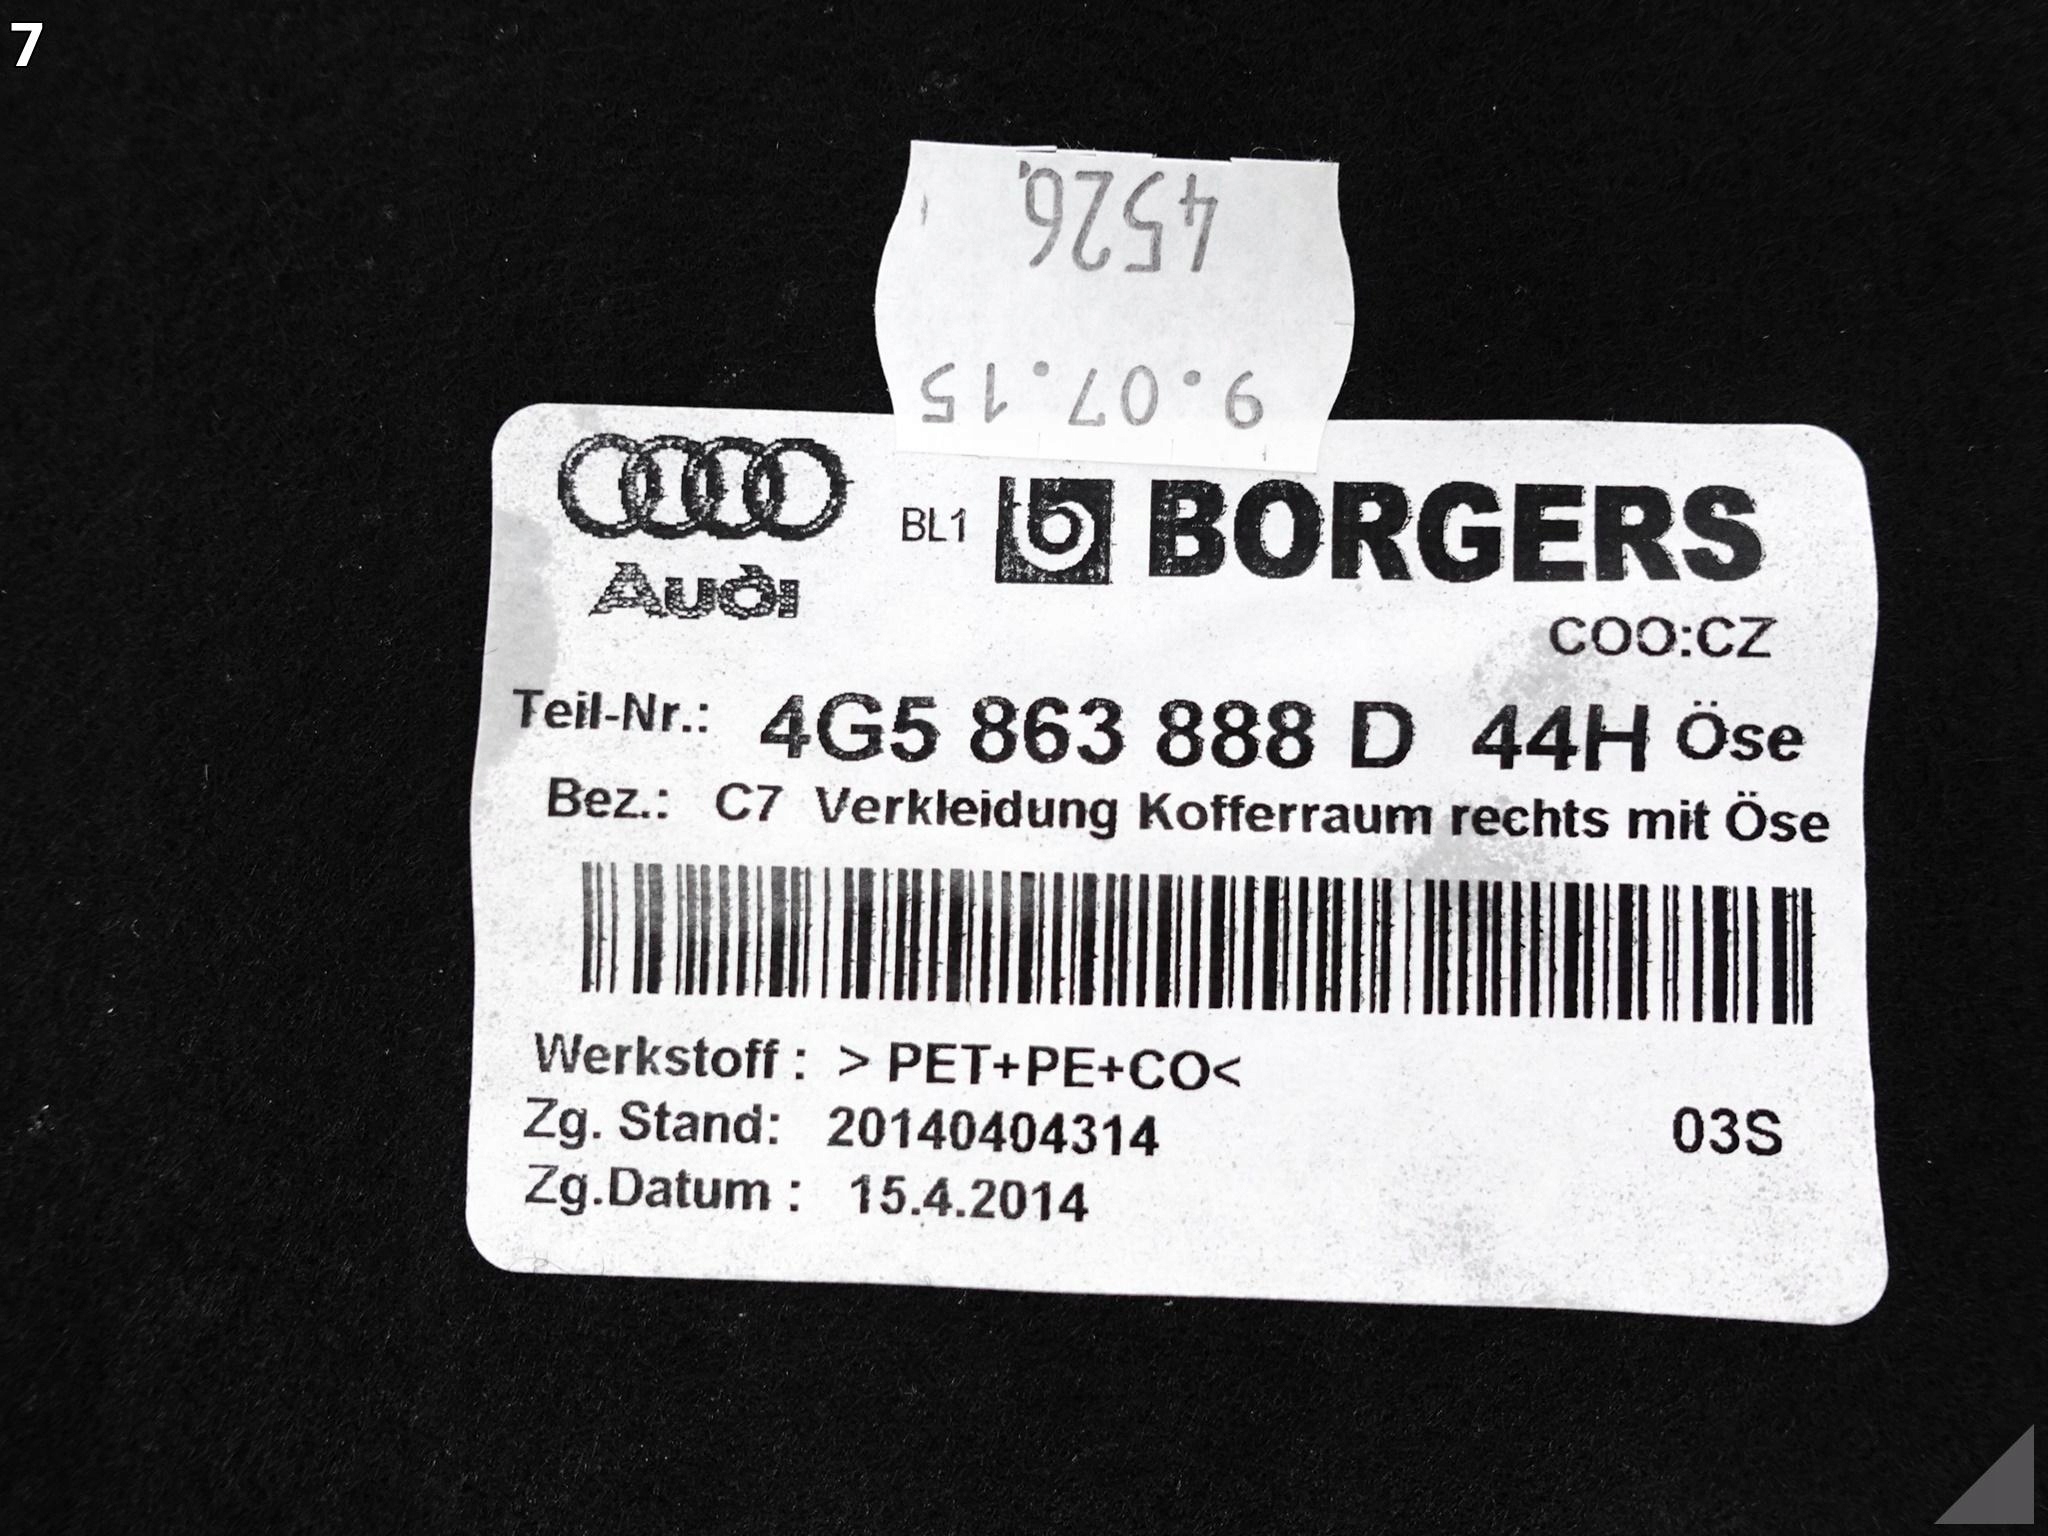 7
4526
9.07.15
Audi
BL1 BORGERS
COO:CZ
Teil-Nr.: 4G5 863 888 D 44H Öse
Bez.: C7 Verkleidung Kofferraum rechts mit Öse
Werkstoff : > PET+PE+CO<
Zg. Stand: 20140404314 03S
Zg.Datum : 15.4.2014